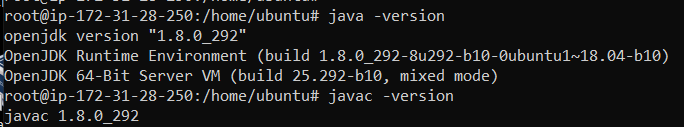 root@ip-172-31-28-250:/home/ubuntu# java -version
openjdk version "1.8.0_292"
OpenJDK Runtime Environment (build 1.8.0_292-8u292-b10-0ubuntu1~18.04-b10)
OpenJDK 64-Bit Server VM (build 25.292-b10, mixed mode)
root@ip-172-31-28-250:/home/ubuntu# javac -version
javac 1.8.0_292